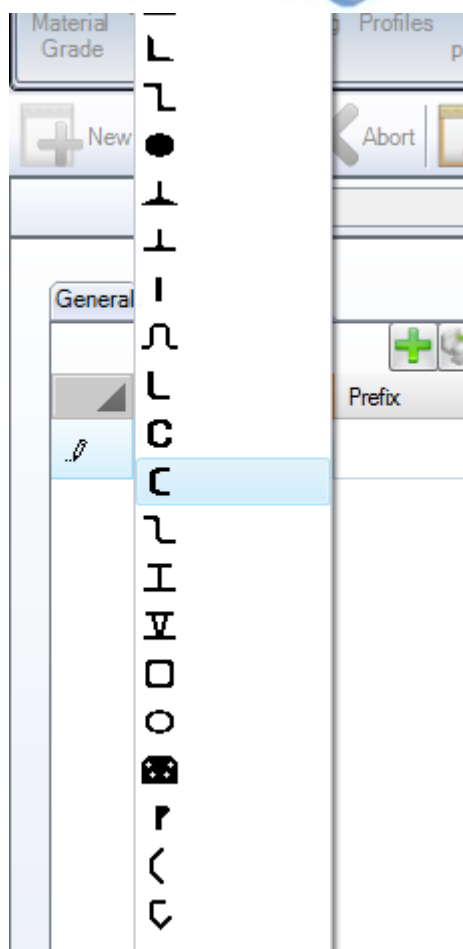 Material
Grade
Profiles
p
New
Abort
General
Prefix